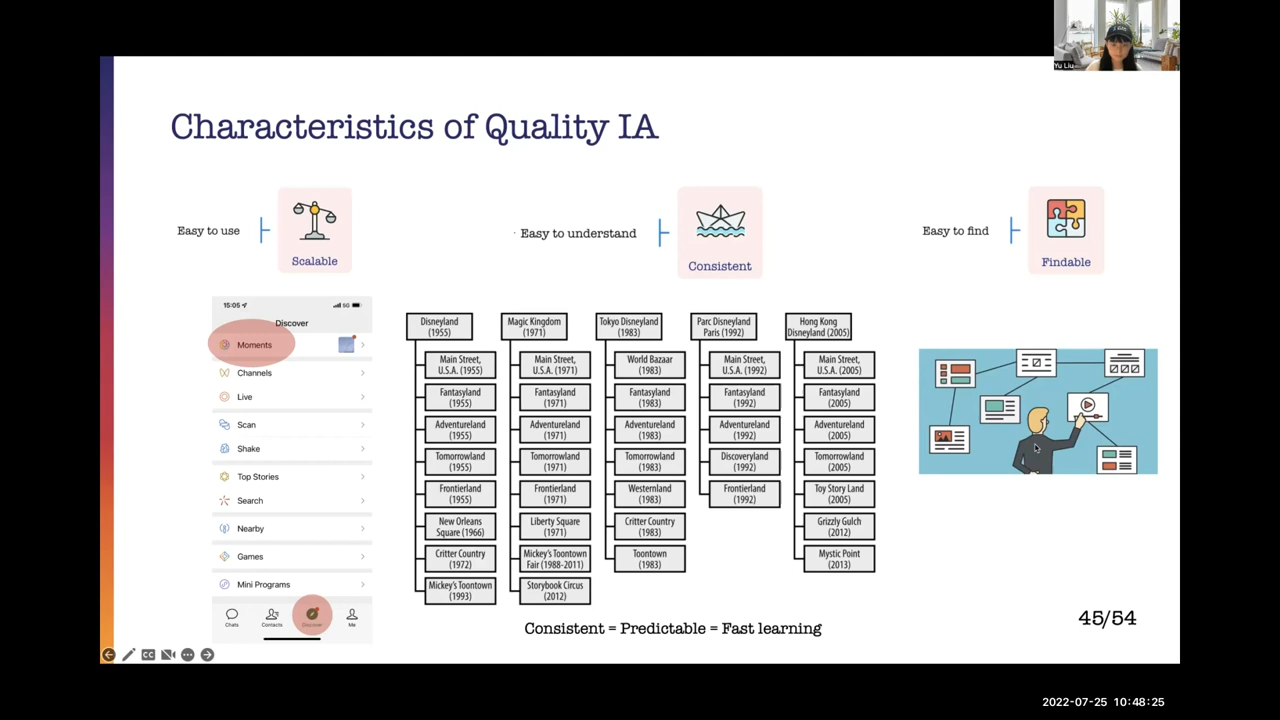 Yu Liu
Characteristics of Quality IA
Easy to use
Scalable
Easy to understand
Consistent
Easy to find
Findable
15:05
5G
Discover
Moments
Channels
Live
Scan
Shake
Top Stories
Search
Nearby
Games
Mini Programs
Chats
Contacts
Discover
Me
Disneyland
(1955)
Main Street,
U.S.A. (1955)
Fantasyland
(1955)
Adventureland
(1955)
Tomorrowland
(1955)
Frontierland
(1955)
New Orleans
Square (1966)
Critter Country
(1972)
Mickey's Toontown
(1993)
Magic Kingdom
(1971)
Main Street,
U.S.A. (1971)
Fantasyland
(1971)
Adventureland
(1971)
Tomorrowland
(1971)
Frontierland
(1971)
Liberty Square
(1971)
Mickey's Toontown
Fair (1988-2011)
Storybook Circus
(2012)
Tokyo Disneyland
(1983)
World Bazaar
(1983)
Fantasyland
(1983)
Adventureland
(1983)
Tomorrowland
(1983)
Westernland
(1983)
Critter Country
(1983)
Toontown
(1983)
Parc Disneyland
Paris (1992)
Main Street,
U.S.A. (1992)
Fantasyland
(1992)
Adventureland
(1992)
Discoveryland
(1992)
Frontierland
(1992)
Hong Kong
Disneyland (2005)
Main Street,
U.S.A. (2005)
Fantasyland
(2005)
Adventureland
(2005)
Tomorrowland
(2005)
Toy Story Land
(2005)
Grizzly Gulch
(2012)
Mystic Point
(2013)
Consistent = Predictable = Fast learning
45/54
CC
2022-07-25 10:48:25